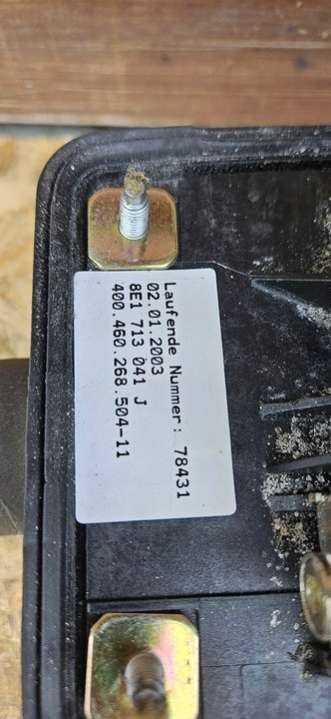 Laufende Nummer: 78431
02.01.2003
8E1 713 041 J
400.460.268.504-11